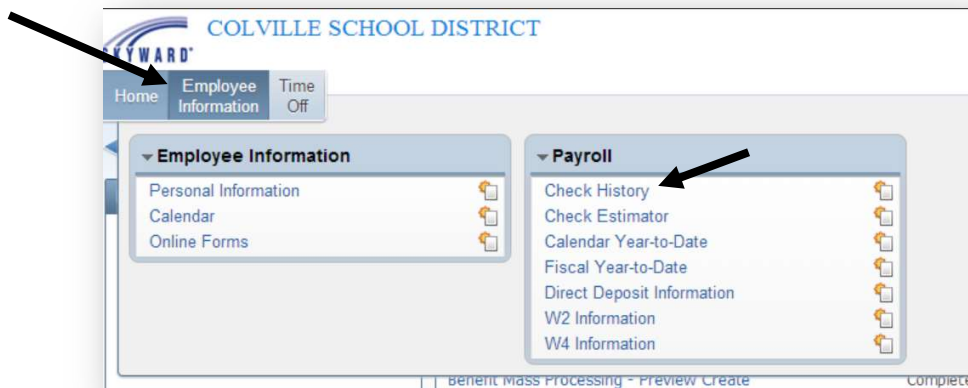 COLVILLE SCHOOL DISTRICT
SKYWARD
Home
Employee
Information
Time
Off
Employee Information
Personal Information
Calendar
Online Forms
Payroll
Check History
Check Estimator
Calendar Year-to-Date
Fiscal Year-to-Date
Direct Deposit Information
W2 Information
W4 Information
Benefit Mass Processing - Preview Create
Complete